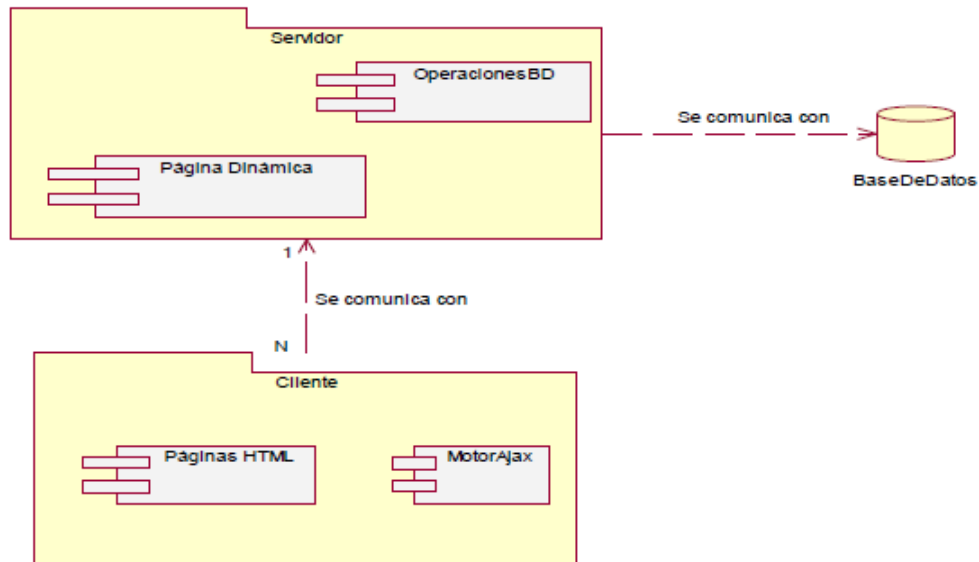 Servidor
OperacionesBD
Se comunica con
Página Dinámica
BaseDeDatos
1
Se comunica con
N
Cliente
Páginas HTML
MotorAjax